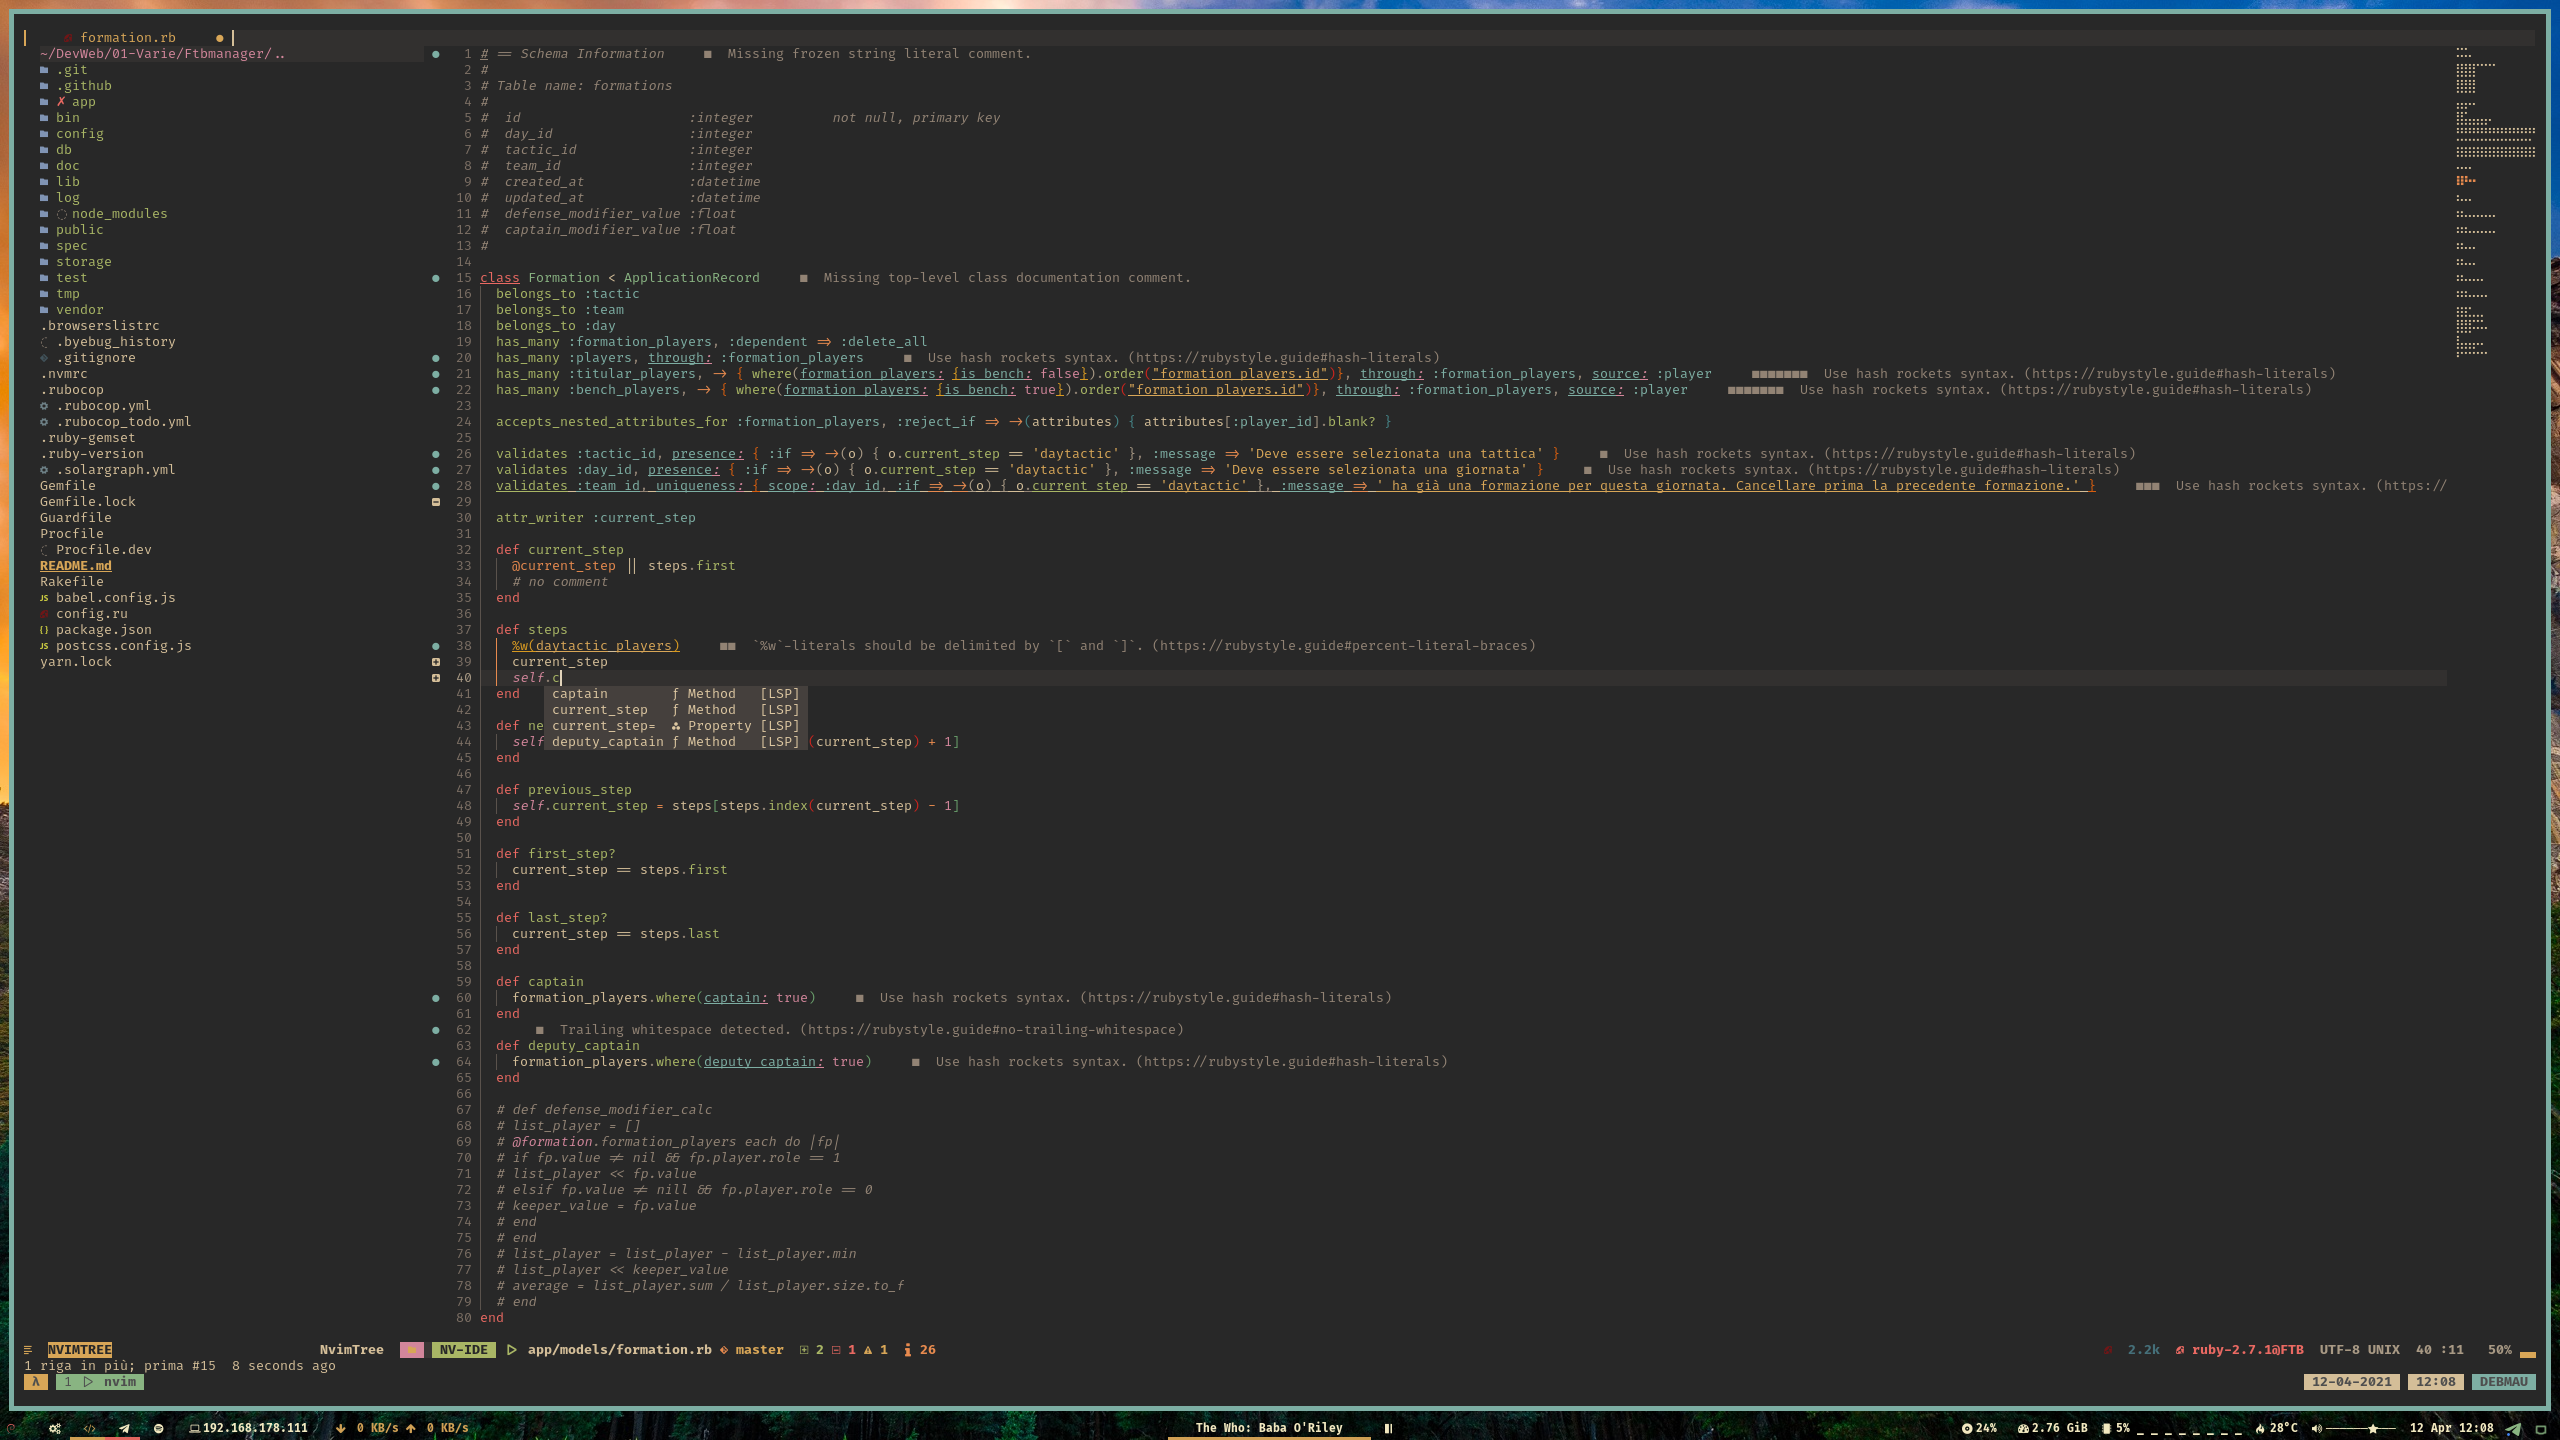 formation.rb
~/DevWeb/01-Varie/Ftbmanager/..
.git
.github
✗ app
bin
config
db
doc
lib
log
node_modules
public
spec
storage
test
tmp
vendor
.browserslistrc
.byebug_history
.gitignore
.nvmrc
.rubocop
.rubocop.yml
.rubocop_todo.yml
.ruby-gemset
.ruby-version
.solargraph.yml
Gemfile
Gemfile.lock
Guardfile
Procfile
Procfile.dev
README.md
Rakefile
JS babel.config.js
config.ru
{} package.json
JS postcss.config.js
yarn.lock
1 # == Schema Information ■ Missing frozen string literal comment.
2 #
3 # Table name: formations
4 #
5 # id :integer not null, primary key
6 # day_id :integer
7 # tactic_id :integer
8 # team_id :integer
9 # created_at :datetime
10 # updated_at :datetime
11 # defense_modifier_value :float
12 # captain_modifier_value :float
13 #
14
15 class Formation < ApplicationRecord ■ Missing top-level class documentation comment.
16 belongs_to :tactic
17 belongs_to :team
18 belongs_to :day
19 has_many :formation_players, :dependent => :delete_all
20 has_many :players, through: :formation_players ■ Use hash rockets syntax. (https://rubystyle.guide#hash-literals)
21 has_many :titular_players, -> { where(formation_players: {is_bench: false}).order("formation_players.id")}, through: :formation_players, source: :player ■■■■■■■ Use hash rockets syntax. (https://rubystyle.guide#hash-literals)
22 has_many :bench_players, -> { where(formation_players: {is_bench: true}).order("formation_players.id")}, through: :formation_players, source: :player ■■■■■■■ Use hash rockets syntax. (https://rubystyle.guide#hash-literals)
23
24 accepts_nested_attributes_for :formation_players, :reject_if => ->(attributes) { attributes[:player_id].blank? }
25
26 validates :tactic_id, presence: { :if => ->(o) { o.current_step == 'daytactic' }, :message => 'Deve essere selezionata una tattica' } ■ Use hash rockets syntax. (https://rubystyle.guide#hash-literals)
27 validates :day_id, presence: { :if => ->(o) { o.current_step == 'daytactic' }, :message => 'Deve essere selezionata una giornata' } ■ Use hash rockets syntax. (https://rubystyle.guide#hash-literals)
28 validates :team_id, uniqueness: { scope: :day_id, :if => ->(o) { o.current_step == 'daytactic' }, :message => ' ha già una formazione per questa giornata. Cancellare prima la precedente formazione.' } ■■■ Use hash rockets syntax. (https://
29
30 attr_writer :current_step
31
32 def current_step
33 @current_step || steps.first
34 # no comment
35 end
36
37 def steps
38 %w(daytactic players) ■■ `%w`-literals should be delimited by `[` and `]`. (https://rubystyle.guide#percent-literal-braces)
39 current_step
40 self.c
41 end captain ƒ Method [LSP]
42 current_step ƒ Method [LSP]
43 def ne current_step= Property [LSP]
44 self deputy_captain ƒ Method [LSP] (current_step) + 1]
45 end
46
47 def previous_step
48 self.current_step = steps[steps.index(current_step) - 1]
49 end
50
51 def first_step?
52 current_step == steps.first
53 end
54
55 def last_step?
56 current_step == steps.last
57 end
58
59 def captain
60 formation_players.where(captain: true) ■ Use hash rockets syntax. (https://rubystyle.guide#hash-literals)
61 end
62 ■ Trailing whitespace detected. (https://rubystyle.guide#no-trailing-whitespace)
63 def deputy_captain
64 formation_players.where(deputy_captain: true) ■ Use hash rockets syntax. (https://rubystyle.guide#hash-literals)
65 end
66
67 # def defense_modifier_calc
68 # list_player = []
69 # @formation.formation_players each do |fp|
70 # if fp.value != nil && fp.player.role == 1
71 # list_player << fp.value
72 # elsif fp.value != nill && fp.player.role == 0
73 # keeper_value = fp.value
74 # end
75 # end
76 # list_player = list_player - list_player.min
77 # list_player << keeper_value
78 # average = list_player.sum / list_player.size.to_f
79 # end
80 end
NVIMTREE NvimTree NV-IDE app/models/formation.rb master 2 1 1 26 2.2k ruby-2.7.1@FTB UTF-8 UNIX 40 :11 50%
1 riga in più; prima #15 8 seconds ago
λ 1 nvim 12-04-2021 12:08 DEBMAU
192.168.178.111 0 KB/s 0 KB/s The Who: Baba O'Riley 24% 2.76 GiB 5% 28°C 12 Apr 12:08